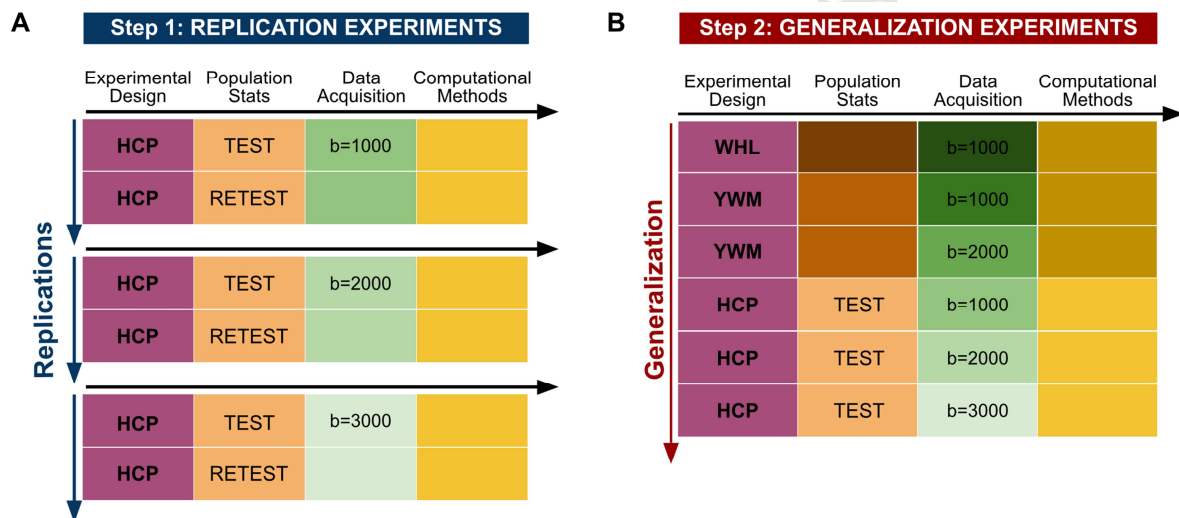 A
Step 1: REPLICATION EXPERIMENTS
Experimental Design
Population Stats
Data Acquisition
Computational Methods
Replications
HCP TEST b=1000
HCP RETEST
HCP TEST b=2000
HCP RETEST
HCP TEST b=3000
HCP RETEST
B
Step 2: GENERALIZATION EXPERIMENTS
Experimental Design
Population Stats
Data Acquisition
Computational Methods
Generalization
WHL b=1000
YWM b=1000
YWM b=2000
HCP TEST b=1000
HCP TEST b=2000
HCP TEST b=3000